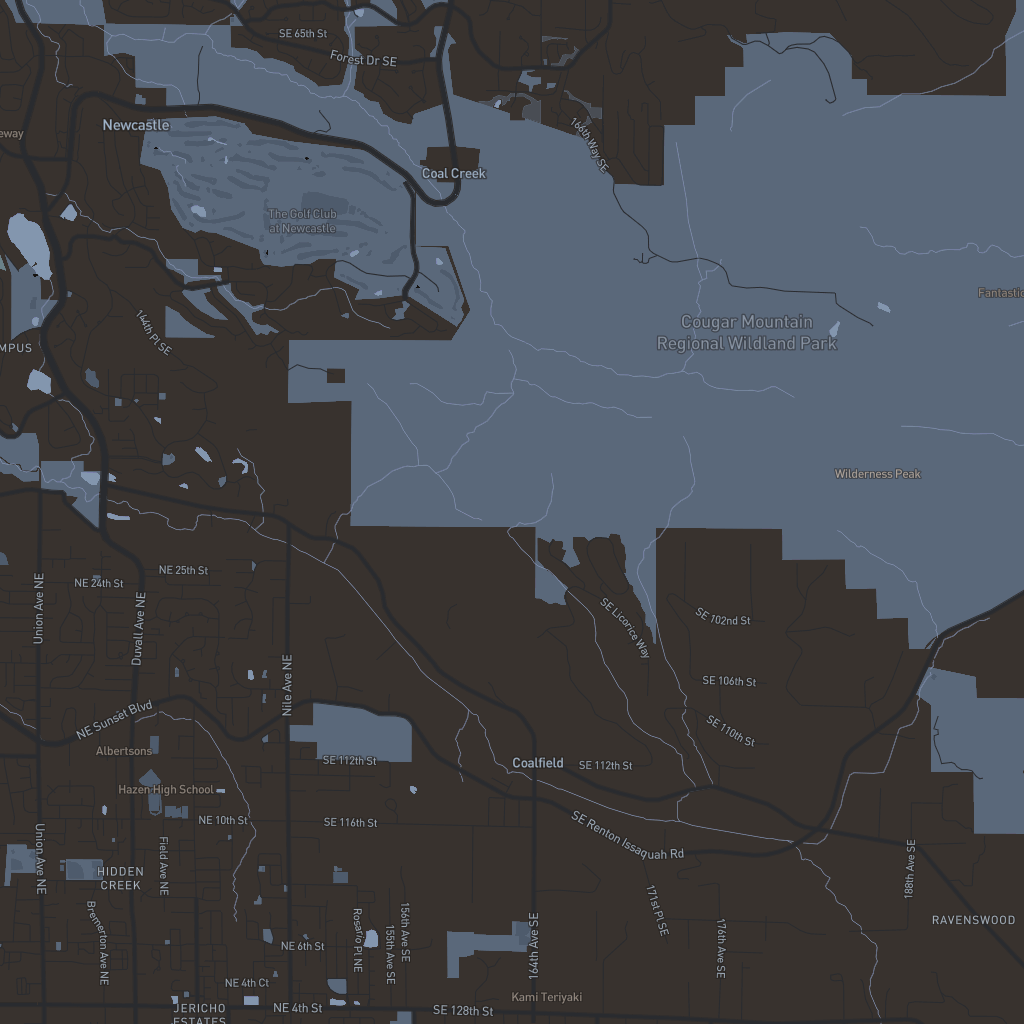 SE 65th St
Forest Dr SE
Newcastle
eway
166th Way SE
Coal Creek
The Golf Club
at Newcastle
Fantastic
Cougar Mountain
Regional Wildland Park
144th Pl SE
MPUS
Wilderness Peak
NE 25th St
NE 24th St
Union Ave NE
Duvall Ave NE
SE Licorice Way
SE 102nd St
Nile Ave NE
SE 106th St
NE Sunset Blvd
SE 110th St
Albertsons
SE 112th St
Coalfield
SE 112th St
Hazen High School
NE 10th St
SE 116th St
SE Renton Issaquah Rd
Union Ave NE
Field Ave NE
HIDDEN
CREEK
188th Ave SE
Bremerton Ave NE
Rosario Pl NE
156th Ave SE
155th Ave SE
164th Ave SE
171st Pl SE
176th Ave SE
RAVENSWOOD
NE 6th St
NE 4th Ct
Kami Teriyaki
JERICHO
ESTATES
NE 4th St
SE 128th St